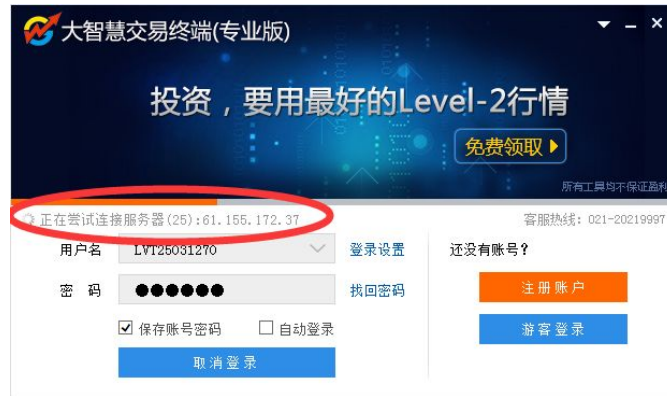 大智慧交易终端(专业版)
投资，要用最好的Level-2行情
免费领取
所有工具均不保证盈利
正在尝试连接服务器(25):61.155.172.37
客服热线: 021-20219997
用户名 LVT25031270 登录设置 还没有账号?
密 码 ●●●●●● 找回密码 注册账户
保存账号密码 自动登录 游客登录
取消登录